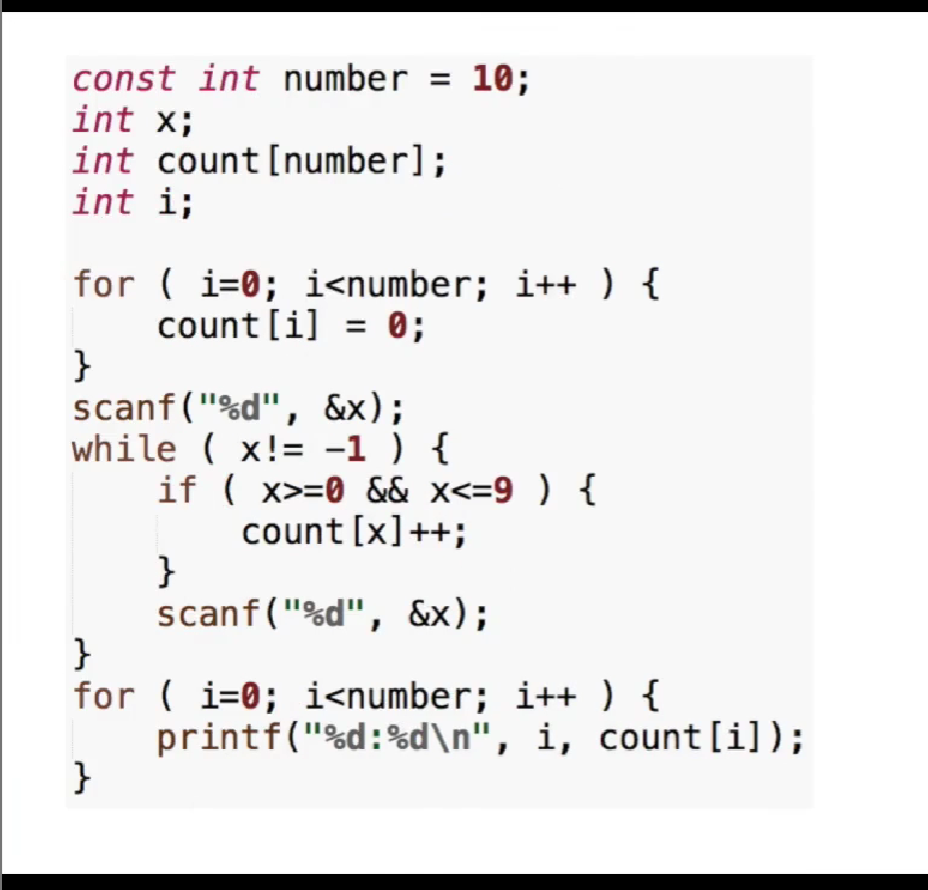 const int number = 10;
int x;
int count[number];
int i;

for ( i=0; i<number; i++ ) {
    count[i] = 0;
}
scanf("%d", &x);
while ( x!= -1 ) {
    if ( x>=0 && x<=9 ) {
        count[x]++;
    }
    scanf("%d", &x);
}
for ( i=0; i<number; i++ ) {
    printf("%d:%d\n", i, count[i]);
}